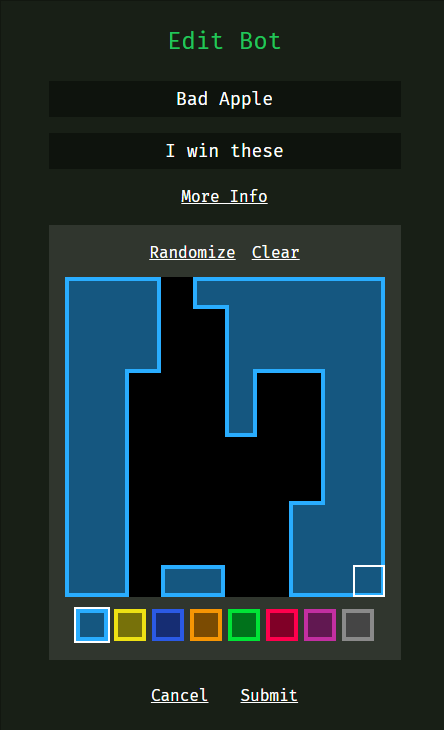 Edit Bot
Bad Apple
I win these
More Info
Randomize Clear
Cancel Submit